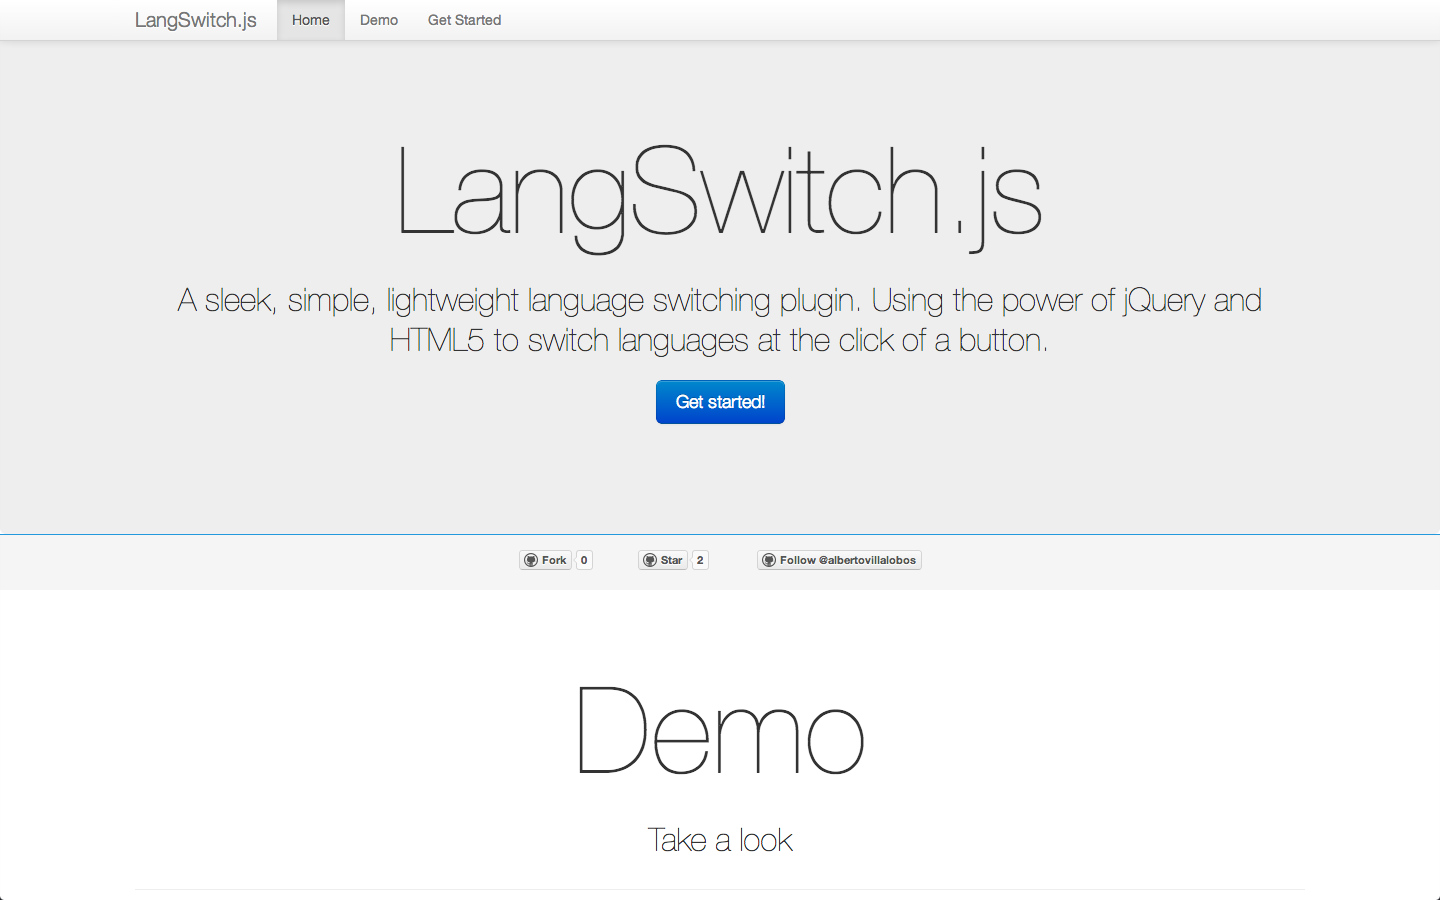 LangSwitch.js Home Demo Get Started
LangSwitch.js
A sleek, simple, lightweight language switching plugin. Using the power of jQuery and
HTML5 to switch languages at the click of a button.
Get started!
Fork 0 Star 2 Follow @albertovillalobos
Demo
Take a look